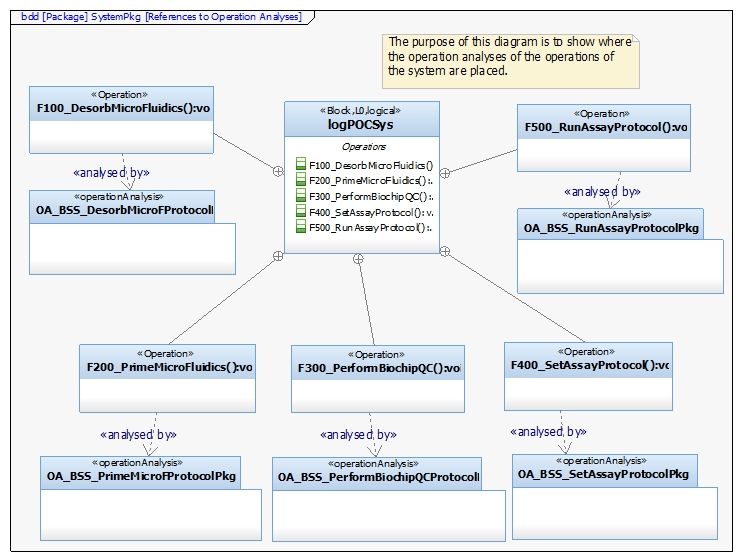 bdd [Package] SystemPkg [References to Operation Analyses]
The purpose of this diagram is to show where
the operation analyses of the operations of
the system are placed.
«Operation»
F100_DesorbMicroFluidics():vo
«analysed by»
«operationAnalysis»
OA_BSS_DesorbMicroFProtocol
«Block,L0,logical»
logPOCSys
Operations
F100_DesorbMicroFluidics()
F200_PrimeMicroFluidics():.
F300_PerformBiochipQC():.
F400_SetAssayProtocol(): v.
F500_RunAssayProtocol():.
«Operation»
F500_RunAssayProtocol():vo
«analysed by»
«operationAnalysis»
OA_BSS_RunAssayProtocolPkg
«Operation»
F200_PrimeMicroFluidics():vo
«analysed by»
«operationAnalysis»
OA_BSS_PrimeMicroFProtocolPkg
«Operation»
F300_PerformBiochipQC():voi
«analysed by»
«operationAnalysis»
OA_BSS_PerformBiochipQCProtocol
«Operation»
F400_SetAssayProtocol():vo
«analysed by»
«operationAnalysis»
OA_BSS_SetAssayProtocolPkg